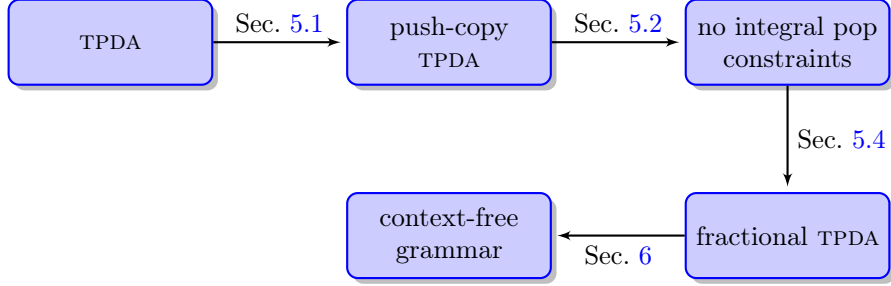 TPDA
Sec. 5.1
push-copy
TPDA
Sec. 5.2
no integral pop
constraints
Sec. 5.4
fractional TPDA
Sec. 6
context-free
grammar